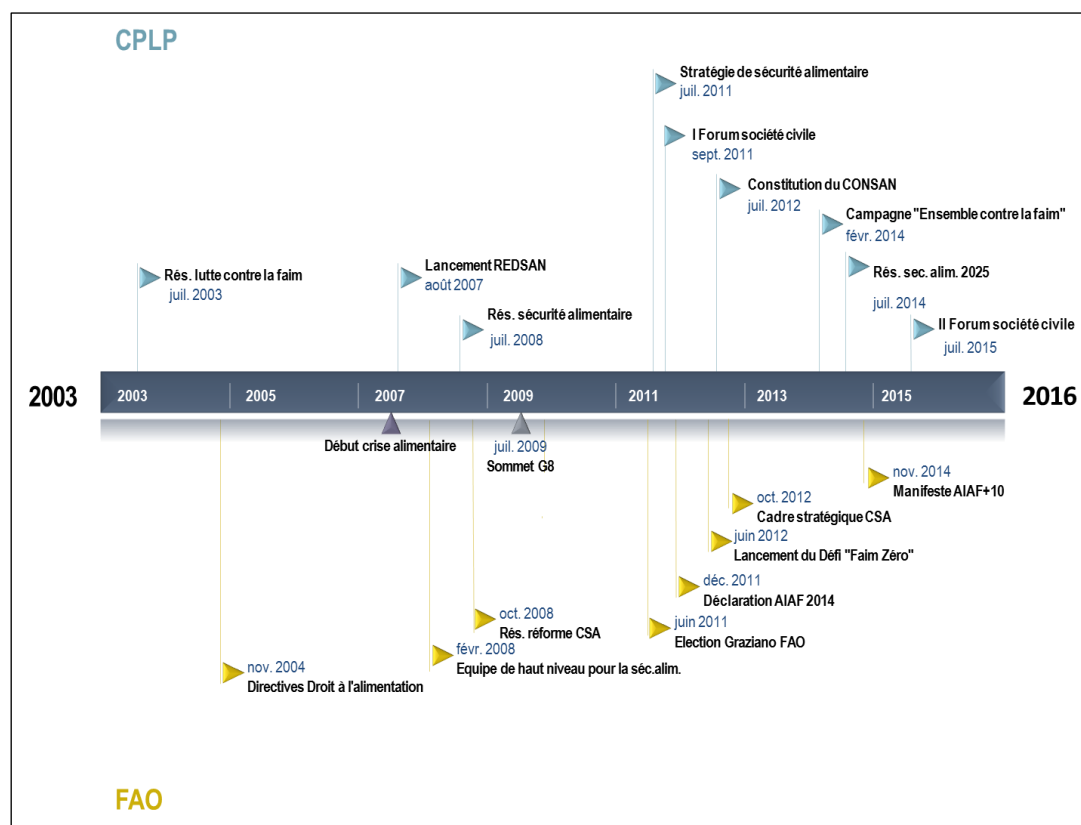 CPLP
Stratégie de sécurité alimentaire
juil. 2011
I Forum société civile
sept. 2011
Constitution du CONSAN
juil. 2012
Campagne "Ensemble contre la faim"
févr. 2014
Rés. lutte contre la faim
juil. 2003
Lancement REDSAN
août 2007
Rés. sec. alim. 2025
juil. 2014
Rés. sécurité alimentaire
juil. 2008
II Forum société civile
juil. 2015
2003
2003
2005
2007
2009
2011
2013
2015
2016
Début crise alimentaire
juil. 2009
Sommet G8
nov. 2014
Manifeste AIAF+10
oct. 2012
Cadre stratégique CSA
juin 2012
Lancement du Défi "Faim Zéro"
déc. 2011
Déclaration AIAF 2014
oct. 2008
Rés. réforme CSA
juin 2011
Election Graziano FAO
févr. 2008
Equipe de haut niveau pour la séc.alim.
nov. 2004
Directives Droit à l'alimentation
FAO